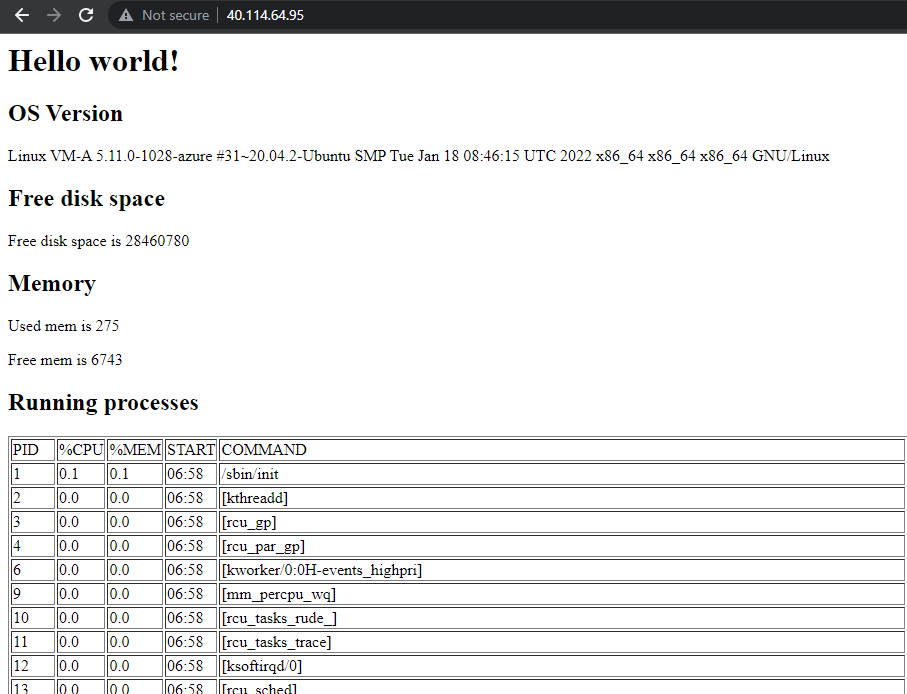 Not secure 40.114.64.95
Hello world!
OS Version
Linux VM-A 5.11.0-1028-azure #31~20.04.2-Ubuntu SMP Tue Jan 18 08:46:15 UTC 2022 x86_64 x86_64 x86_64 GNU/Linux
Free disk space
Free disk space is 28460780
Memory
Used mem is 275
Free mem is 6743
Running processes
PID %CPU %MEM START COMMAND
1 0.1 0.1 06:58 /sbin/init
2 0.0 0.0 06:58 [kthreadd]
3 0.0 0.0 06:58 [rcu_gp]
4 0.0 0.0 06:58 [rcu_par_gp]
6 0.0 0.0 06:58 [kworker/0:0H-events_highpri]
9 0.0 0.0 06:58 [mm_percpu_wq]
10 0.0 0.0 06:58 [rcu_tasks_rude_]
11 0.0 0.0 06:58 [rcu_tasks_trace]
12 0.0 0.0 06:58 [ksoftirqd/0]
13 0.0 0.0 06:58 [rcu_sched]